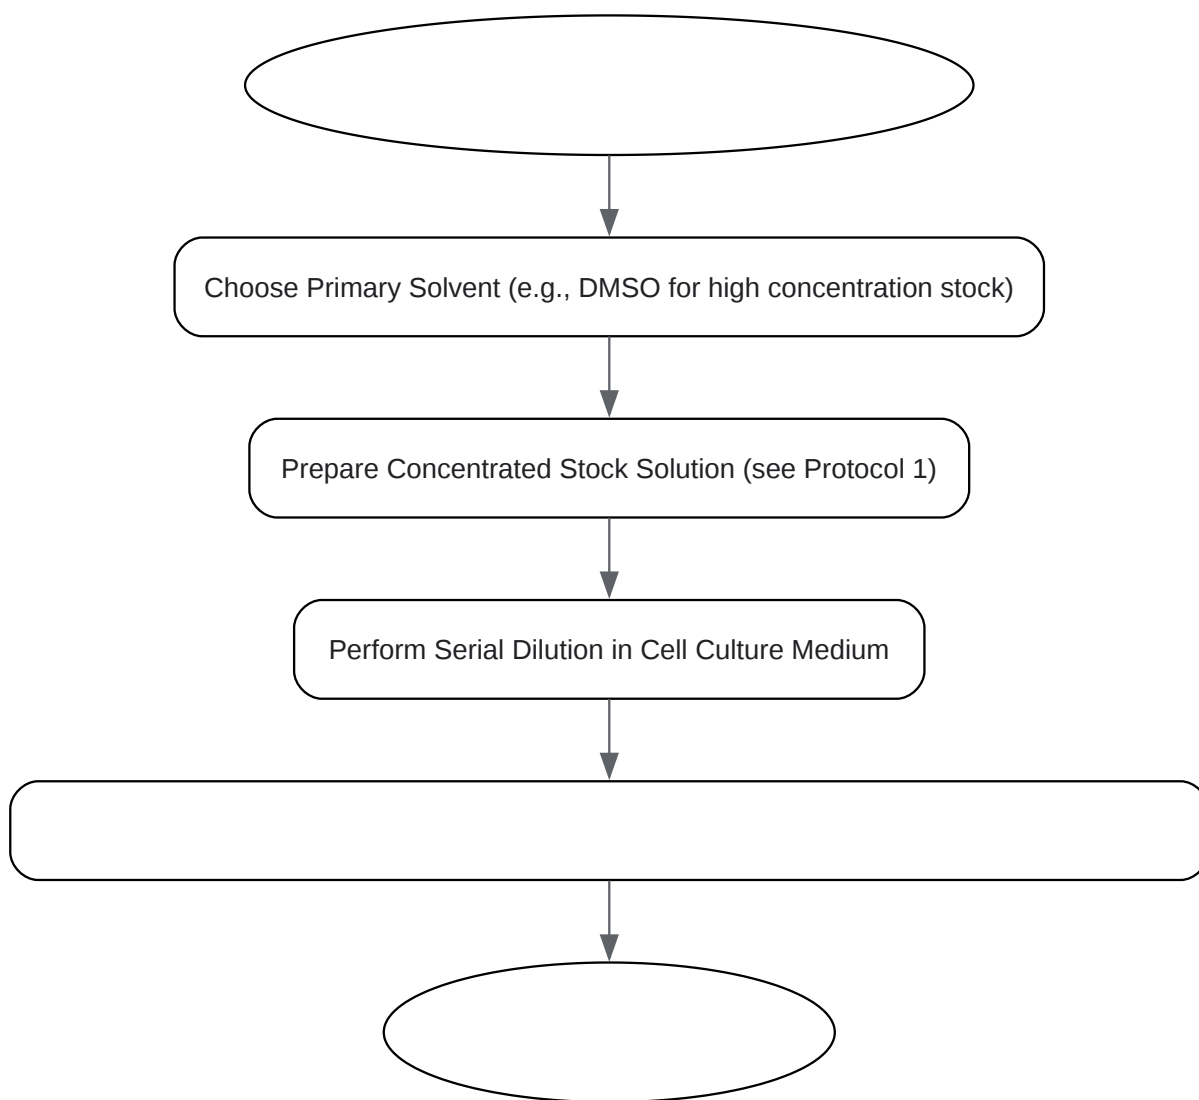 Choose Primary Solvent (e.g., DMSO for high concentration stock)
Prepare Concentrated Stock Solution (see Protocol 1)
Perform Serial Dilution in Cell Culture Medium